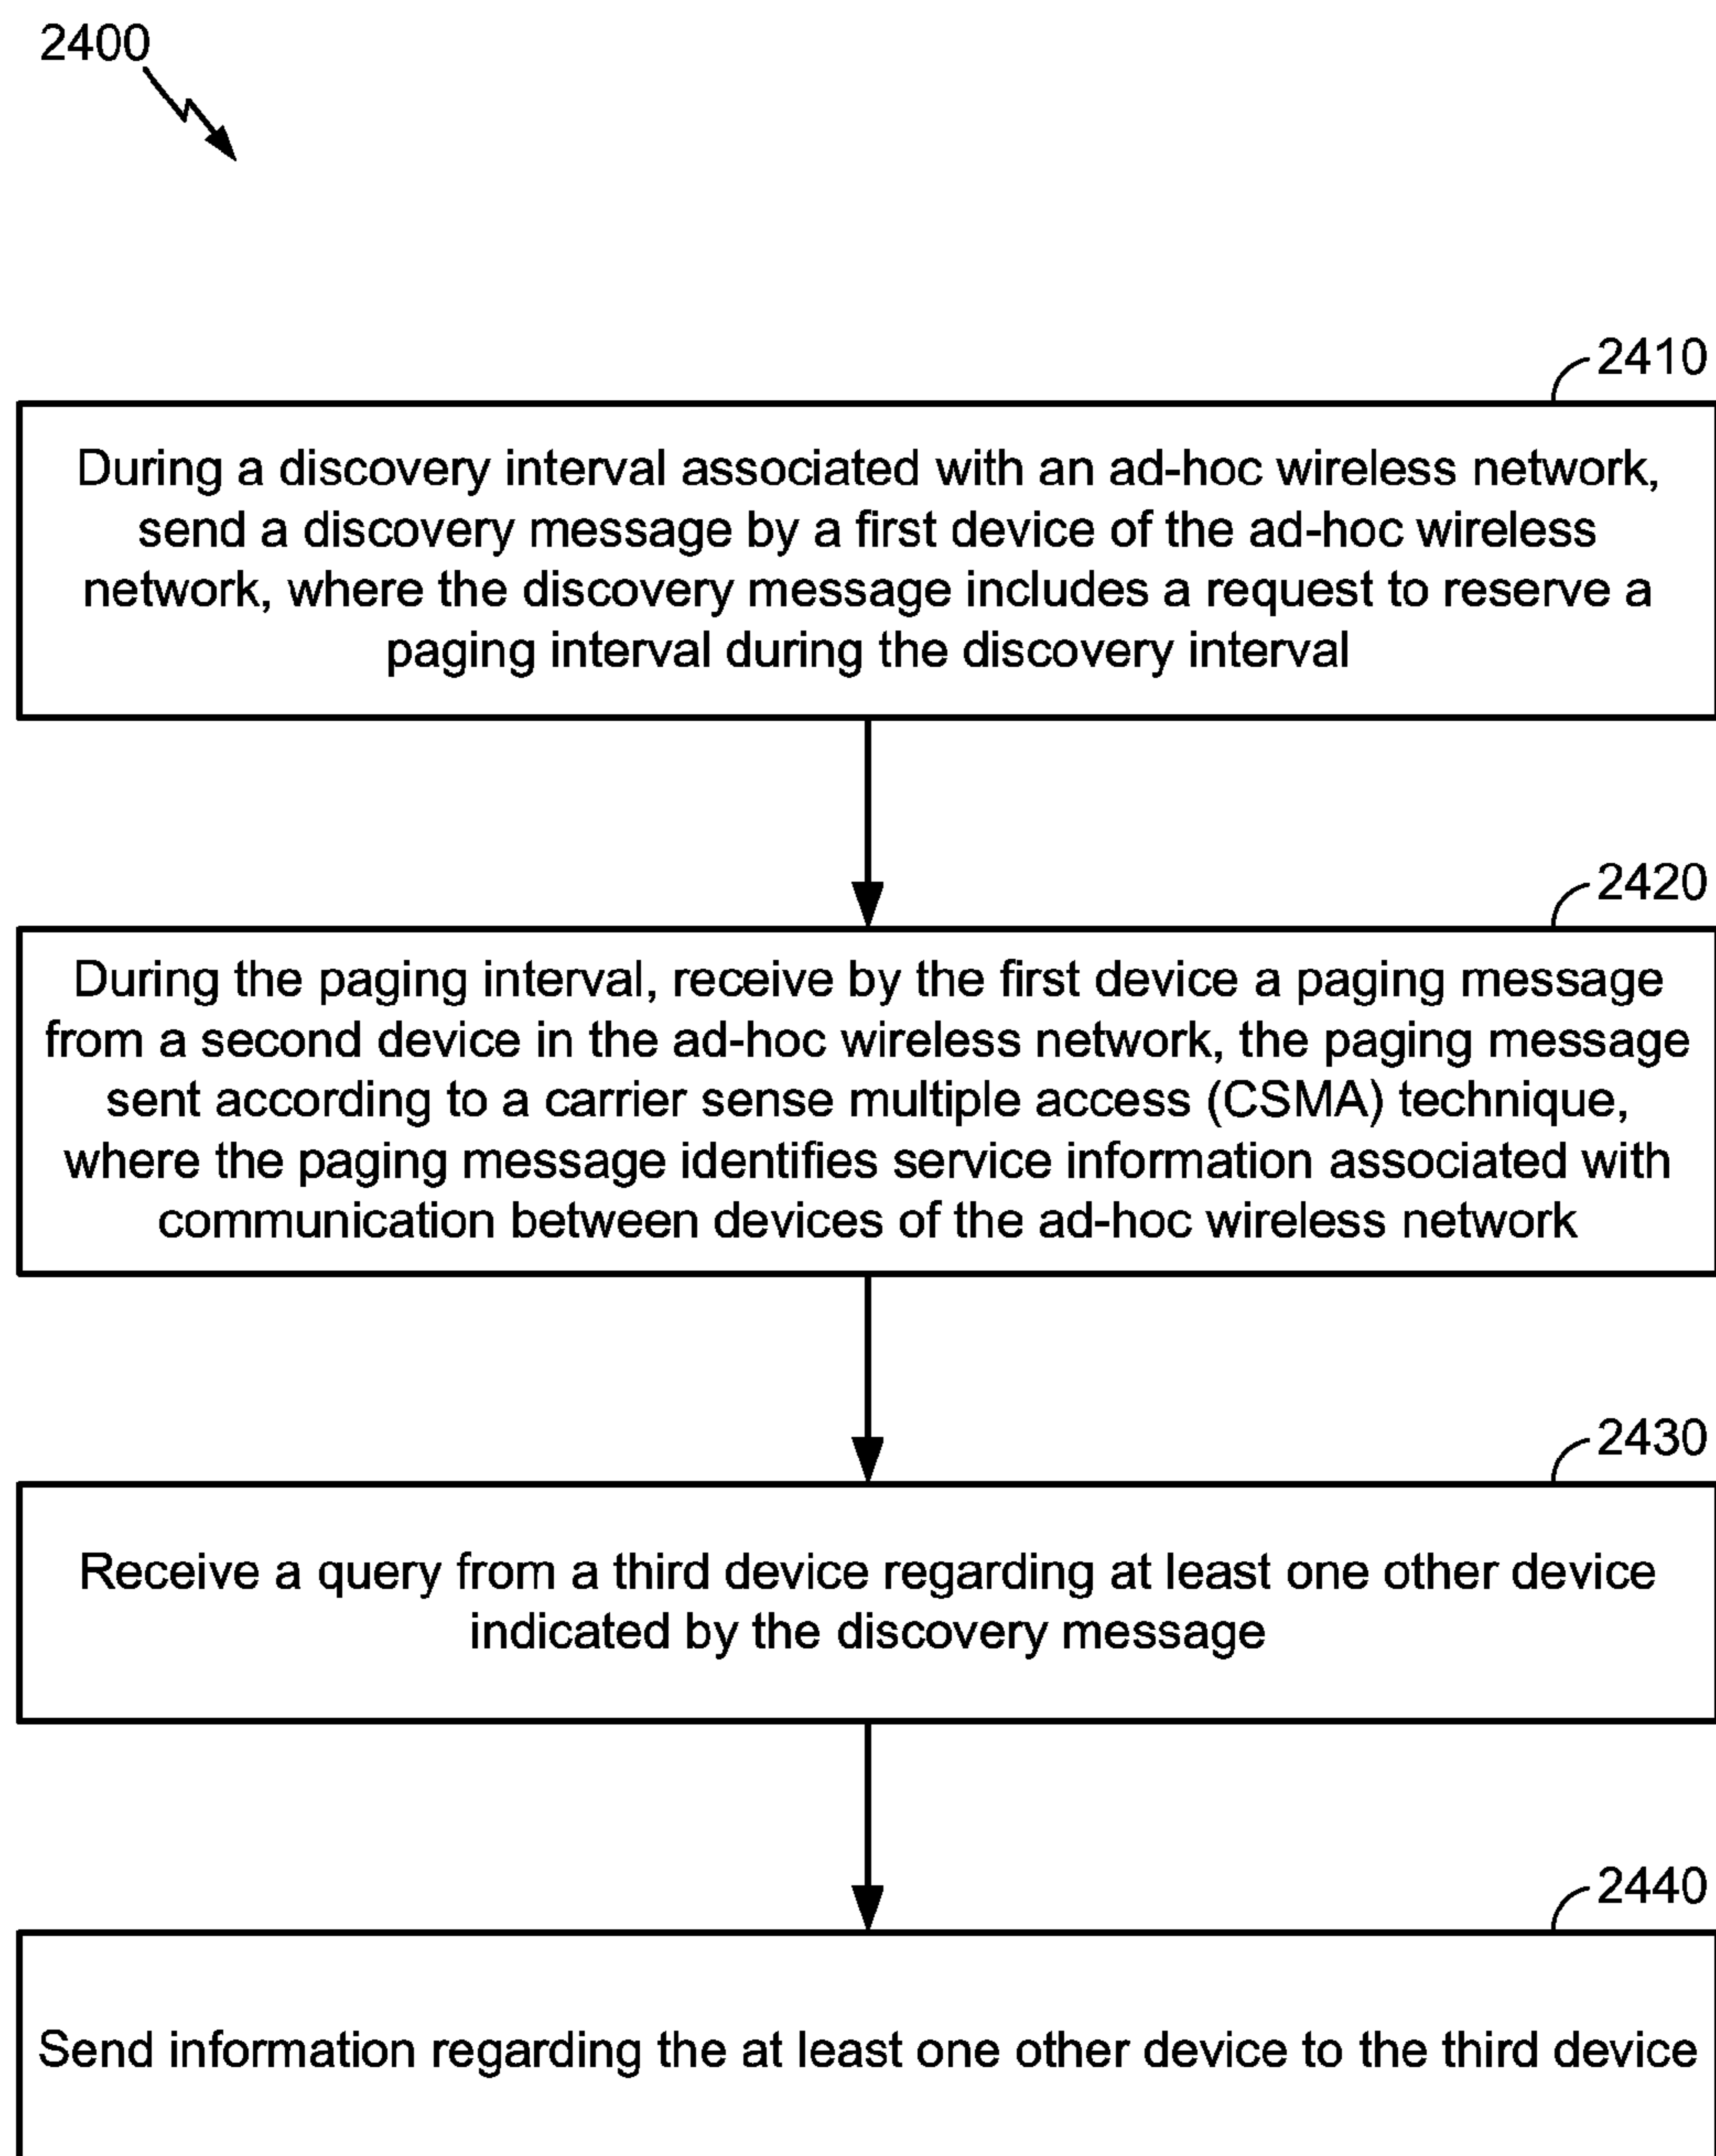 2400
2410
During a discovery interval associated with an ad-hoc wireless network,
send a discovery message by a first device of the ad-hoc wireless
network, where the discovery message includes a request to reserve a
paging interval during the discovery interval
2420
During the paging interval, receive by the first device a paging message
from a second device in the ad-hoc wireless network, the paging message
sent according to a carrier sense multiple access (CSMA) technique,
where the paging message identifies service information associated with
communication between devices of the ad-hoc wireless network
2430
Receive a query from a third device regarding at least one other device
indicated by the discovery message
2440
Send information regarding the at least one other device to the third device